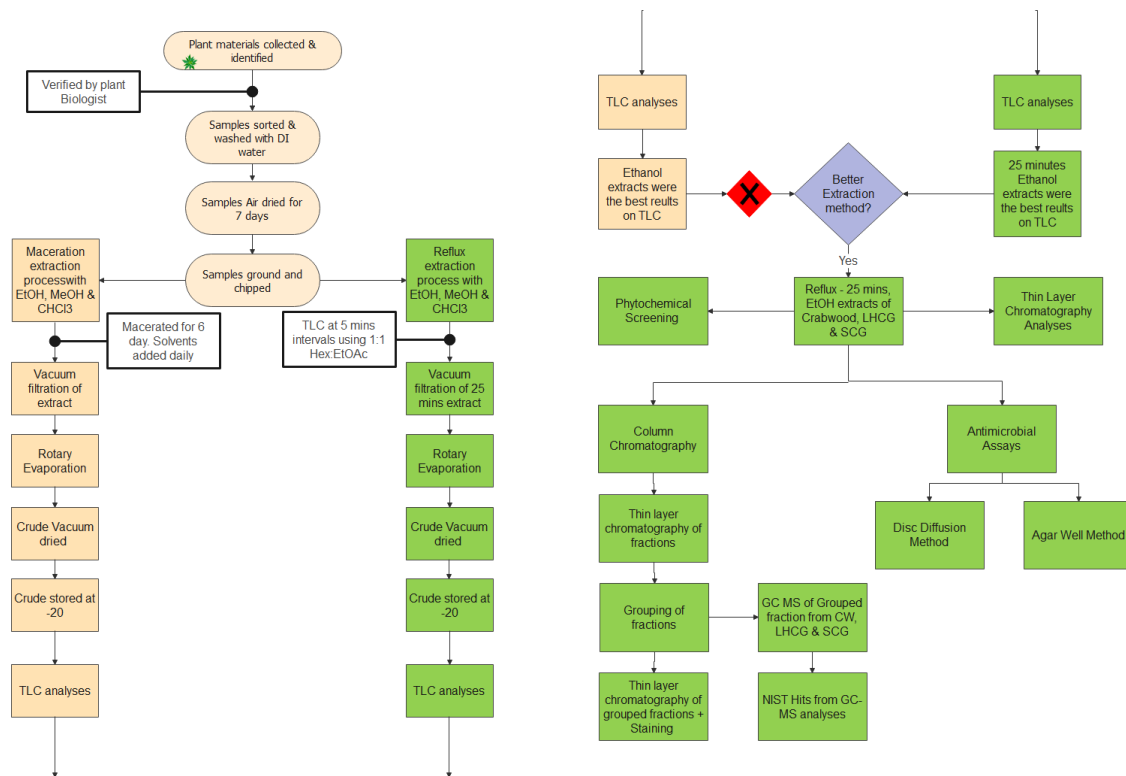 Plant materials collected &
identified
Verified by plant
Biologist
Samples sorted &
washed with DI
water
Samples Air dried for
7 days
Samples ground and
chipped
Maceration
extraction
processwith
EtOH, MeOH &
CHCl3
Reflux
extraction
process with
EtOH, MeOH &
CHCl3
Macerated for 6
day. Solvents
added daily
TLC at 5 mins
intervals using 1:1
Hex:EtOAc
Vacuum
filtration of
extract
Vacuum
filtration of 25
mins extract
Rotary
Evaporation
Rotary
Evaporation
Crude Vacuum
dried
Crude Vacuum
dried
Crude stored at
-20
Crude stored at
-20
TLC analyses
TLC analyses
TLC analyses
TLC analyses
Ethanol
extracts were
the best reults
on TLC
X
Better
Extraction
method?
25 minutes
Ethanol
extracts were
the best reults
on TLC
Yes
Phytochemical
Screening
Reflux - 25 mins,
EtOH extracts of
Crabwood, LHCG
& SCG
Thin Layer
Chromatography
Analyses
Column
Chromatography
Antimicrobial
Assays
Thin layer
chromatography
of fractions
Disc Diffusion
Method
Agar Well Method
Grouping of
fractions
GC MS of Grouped
fraction from CW,
LHCG & SCG
Thin layer
chromatography of
grouped fractions +
Staining
NIST Hits from GC-
MS analyses